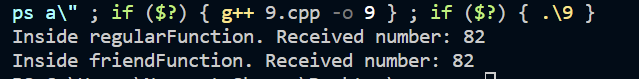 ps a\" ; if ($?) { g++ 9.cpp -o 9 } ; if ($?) { .\9 }
Inside regularFunction. Received number: 82
Inside friendFunction. Received number: 82